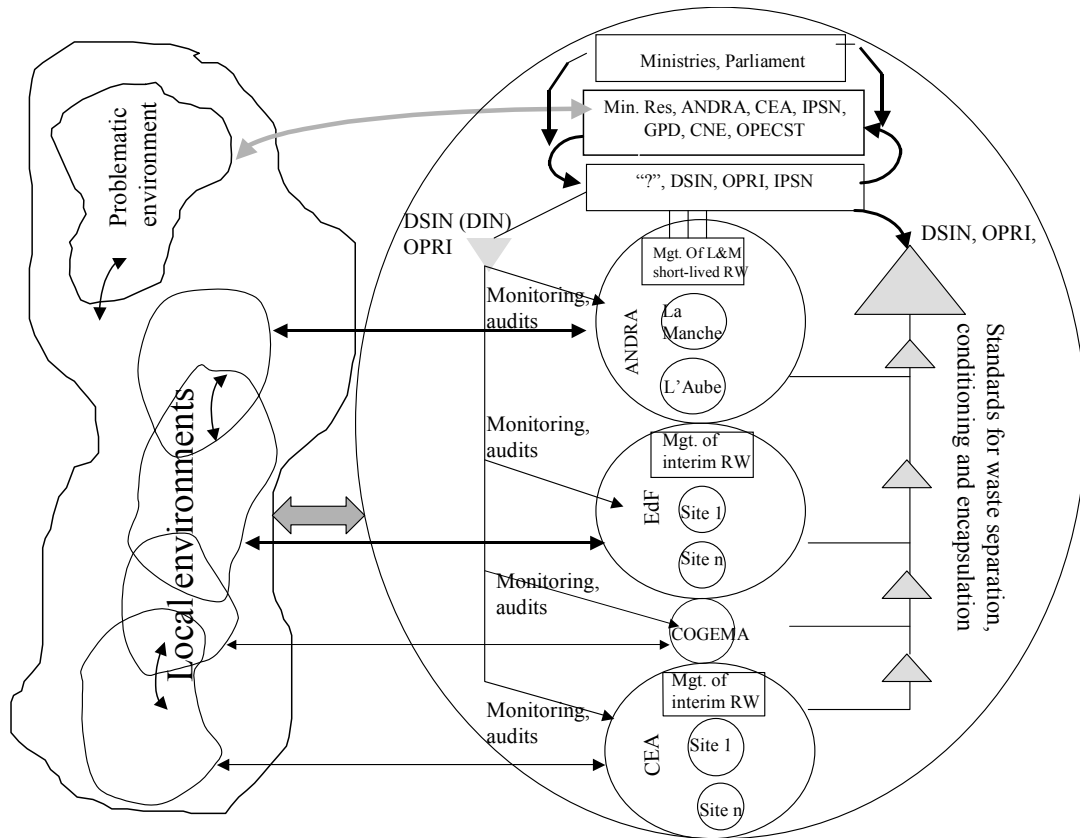 Problematic
environment
Local environments
Ministries, Parliament
Min. Res, ANDRA, CEA, IPSN,
GPD, CNE, OPECST
“?”, DSIN, OPRI, IPSN
DSIN (DIN)
OPRI
DSIN, OPRI,
Mgt. Of L&M
short-lived RW
Monitoring,
audits
ANDRA
La
Manche
L’Aube
Monitoring,
audits
Mgt. of
interim RW
EdF
Site 1
Site n
Monitoring,
audits
COGEMA
Monitoring,
audits
Mgt. of
interim RW
CEA
Site 1
Site n
Standards for waste separation,
conditioning and encapsulation